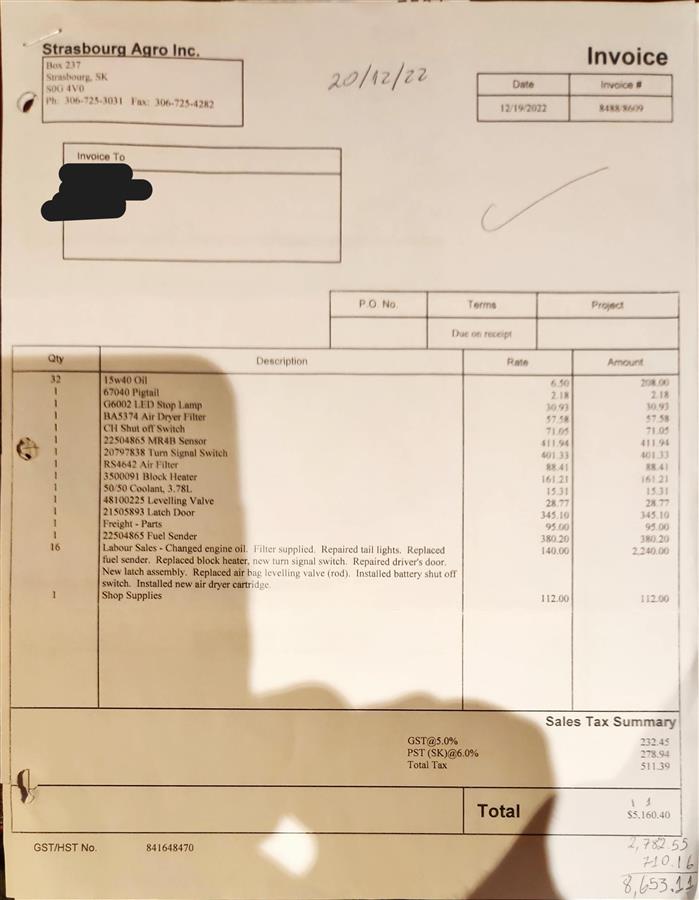 Strasbourg Agro Inc.
Box 237
Strasbourg, SK
S0G 4V0
Ph: 306-725-3031 Fax: 306-725-4282
20/12/22
Invoice
Date Invoice #
12/19/2022 8488/8609
Invoice To
P.O. No. Terms Project
Due on receipt
Qty Description Rate Amount
32 15w40 Oil 6.50 208.00
1 67040 Pigtail 2.18 2.18
1 G6002 LED Stop Lamp 30.93 30.93
1 BA5374 Air Dryer Filter 57.58 57.58
1 CH Shut off Switch 71.05 71.05
1 22504865 MR4B Sensor 411.94 411.94
1 20797838 Turn Signal Switch 401.33 401.33
1 RS4642 Air Filter 88.41 88.41
1 3500091 Block Heater 161.21 161.21
1 50/50 Coolant, 3.78L 15.31 15.31
1 48100225 Levelling Valve 28.77 28.77
1 21505893 Latch Door 345.10 345.10
1 Freight - Parts 95.00 95.00
1 22504865 Fuel Sender 380.20 380.20
16 Labour Sales - Changed engine oil. Filter supplied. Repaired tail lights. Replaced 140.00 2,240.00
fuel sender. Replaced block heater, new turn signal switch. Repaired driver's door.
New latch assembly. Replaced air bag levelling valve (rod). Installed battery shut off
switch. Installed new air dryer cartridge.
1 Shop Supplies 112.00 112.00
Sales Tax Summary
GST@5.0% 232.45
PST (SK)@6.0% 278.94
Total Tax 511.39
Total $5,160.40
GST/HST No. 841648470
2,782.55
710.16
8,653.11